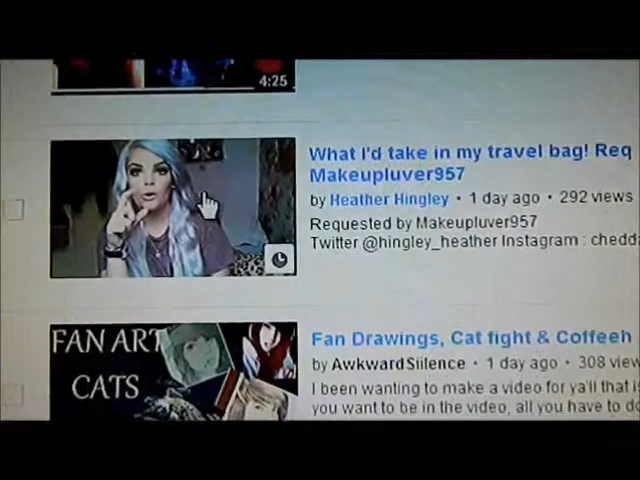 4:25
What I'd take in my travel bag! Req
Makeupluver957
by Heather Hingley • 1 day ago • 292 views
Requested by Makeupluver957
Twitter @hingley_heather Instagram : chedd
FAN ART
CATS
Fan Drawings, Cat fight & Coffeeh
by AwkwardSiilence • 1 day ago • 308 view
I been wanting to make a video for ya'll that is
you want to be in the video, all you have to do